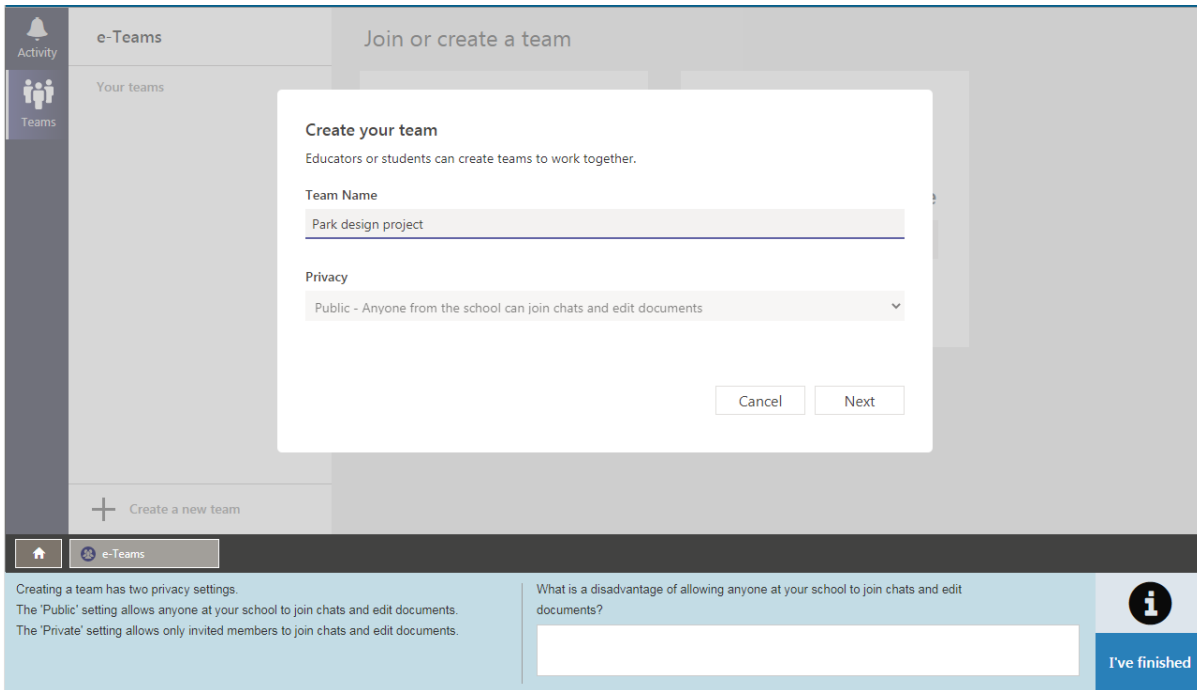 Activity
Teams
e-Teams
Your teams
Join or create a team
Create your team
Educators or students can create teams to work together.
Team Name
Park design project
Privacy
Public - Anyone from the school can join chats and edit documents
Cancel
Next
Create a new team
e-Teams
Creating a team has two privacy settings.
The 'Public' setting allows anyone at your school to join chats and edit documents.
The 'Private' setting allows only invited members to join chats and edit documents.
What is a disadvantage of allowing anyone at your school to join chats and edit
documents?
I've finished